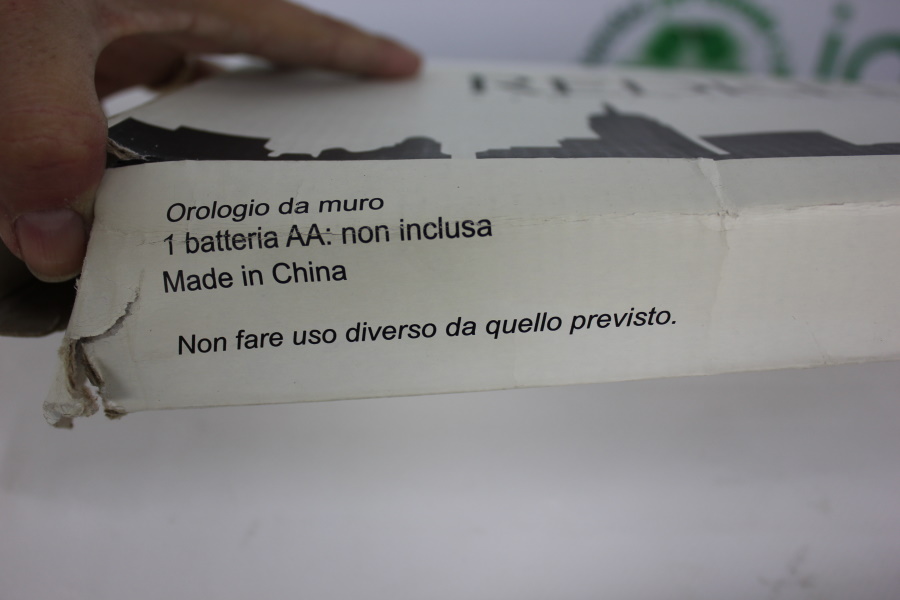 Orologio da muro
1 batteria AA: non inclusa
Made in China
Non fare uso diverso da quello previsto.